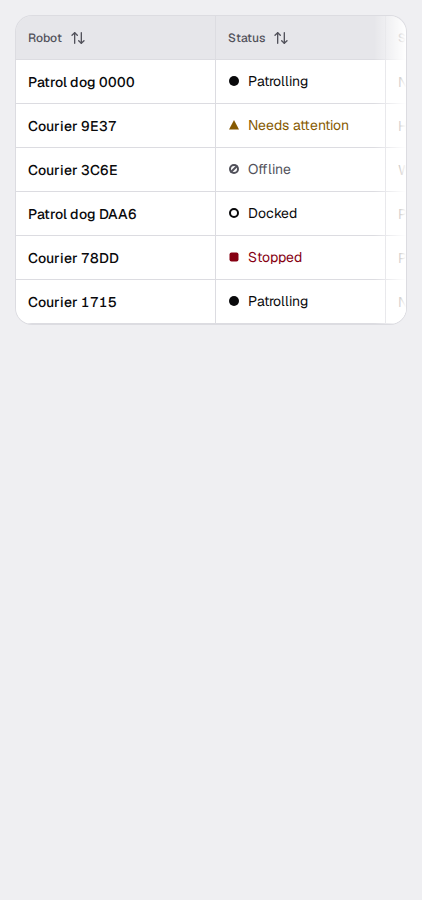 Robot Status
Patrol dog 0000 Patrolling
Courier 9E37 Needs attention
Courier 3C6E Offline
Patrol dog DAA6 Docked
Courier 78DD Stopped
Courier 1715 Patrolling